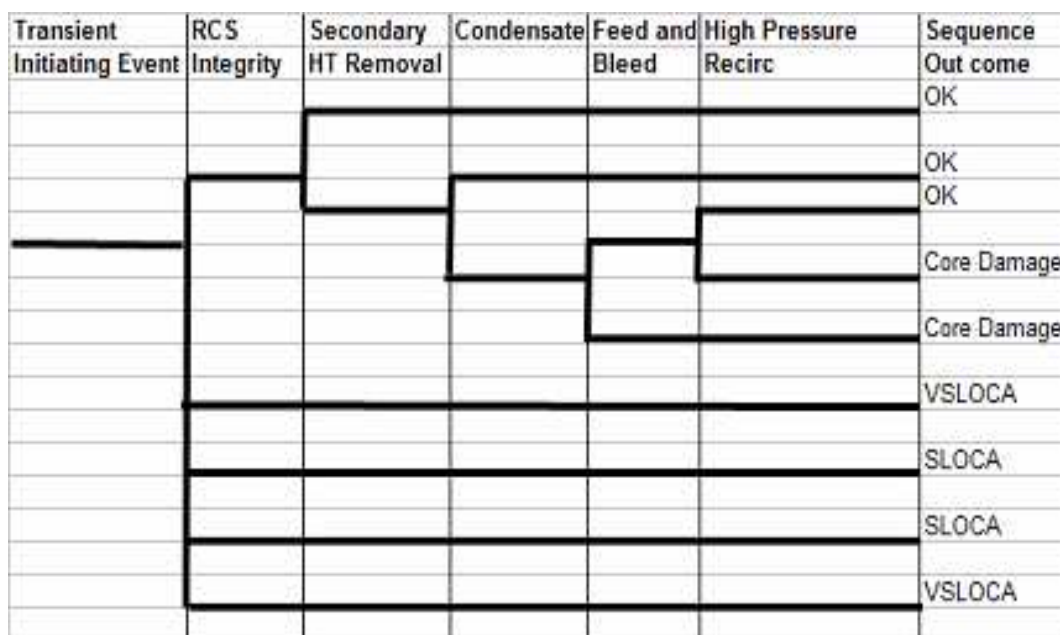 Transient RCS Secondary Condensate Feed and High Pressure Sequence
Initiating Event Integrity HT Removal Bleed Recirc Out come
OK
OK
OK
Core Damage
Core Damage
VSLOCA
SLOCA
SLOCA
VSLOCA